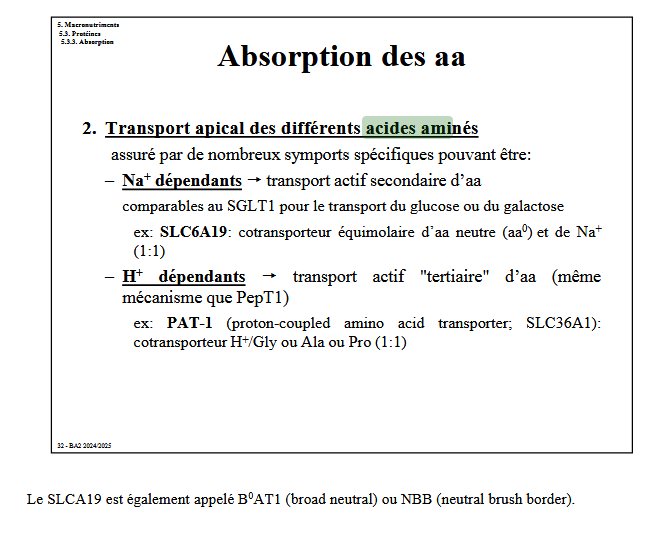 5. Macronutriments
5.3. Protéines
5.3.3. Absorption
Absorption des aa
2. Transport apical des différents acides aminés
assuré par de nombreux symports spécifiques pouvant être:
– Na⁺ dépendants → transport actif secondaire d’aa
comparables au SGLT1 pour le transport du glucose ou du galactose
ex: SLC6A19: cotransporteur équimolaire d’aa neutre (aa⁰) et de Na⁺
(1:1)
– H⁺ dépendants → transport actif "tertiaire" d’aa (même
mécanisme que PepT1)
ex: PAT-1 (proton-coupled amino acid transporter; SLC36A1):
cotransporteur H⁺/Gly ou Ala ou Pro (1:1)
32 - BA2 2024/2025
Le SLCA19 est également appelé B⁰AT1 (broad neutral) ou NBB (neutral brush border).